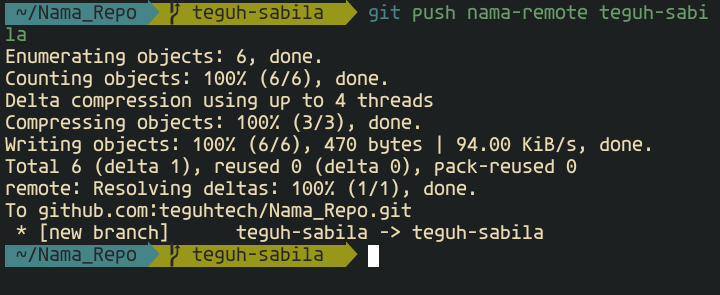 ~/Nama_Repo teguh-sabila git push nama-remote teguh-sabi
la
Enumerating objects: 6, done.
Counting objects: 100% (6/6), done.
Delta compression using up to 4 threads
Compressing objects: 100% (3/3), done.
Writing objects: 100% (6/6), 470 bytes | 94.00 KiB/s, done.
Total 6 (delta 1), reused 0 (delta 0), pack-reused 0
remote: Resolving deltas: 100% (1/1), done.
To github.com:teguhtech/Nama_Repo.git
 * [new branch]      teguh-sabila -> teguh-sabila
~/Nama_Repo teguh-sabila